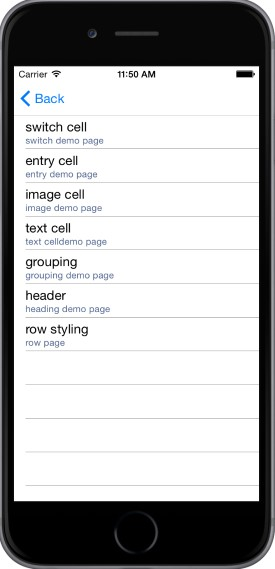 Carrier 11:50 AM
Back
switch cell
switch demo page
entry cell
entry demo page
image cell
image demo page
text cell
text celldemo page
grouping
grouping demo page
header
heading demo page
row styling
row page